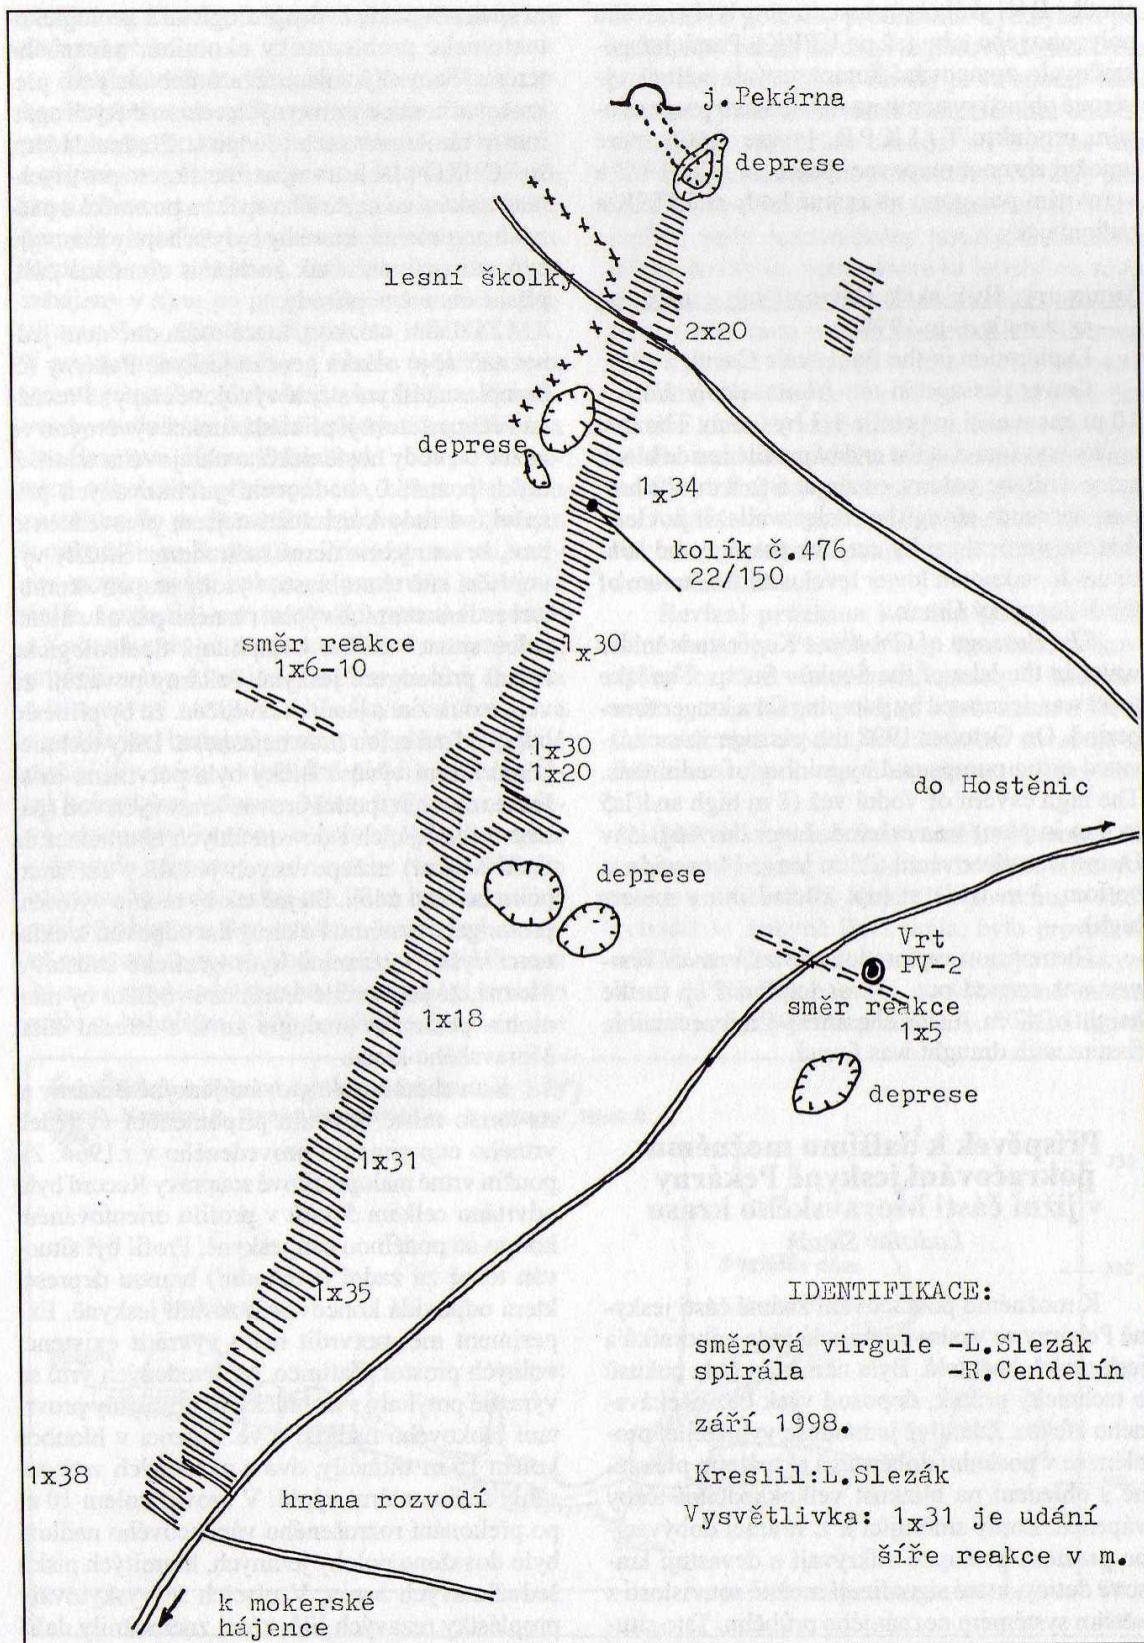 j.Pekárna
deprese
lesní školky
2x20
deprese
1x34
kolík č.476
22/150
směr reakce
1x6-10
1x30
1x30
1x20
do Hostěnic
deprese
Vrt
PV-2
směr reakce
1x5
1x18
deprese
1x31
1x35
IDENTIFIKACE:
směrová virgule -L.Slezák
spirála -R.Cendelín
září 1998.
1x38
Kreslil:L.Slezák
hrana rozvodí
Vysvětlivka: 1x31 je udání
šíře reakce v m.
k mokerské
hájence